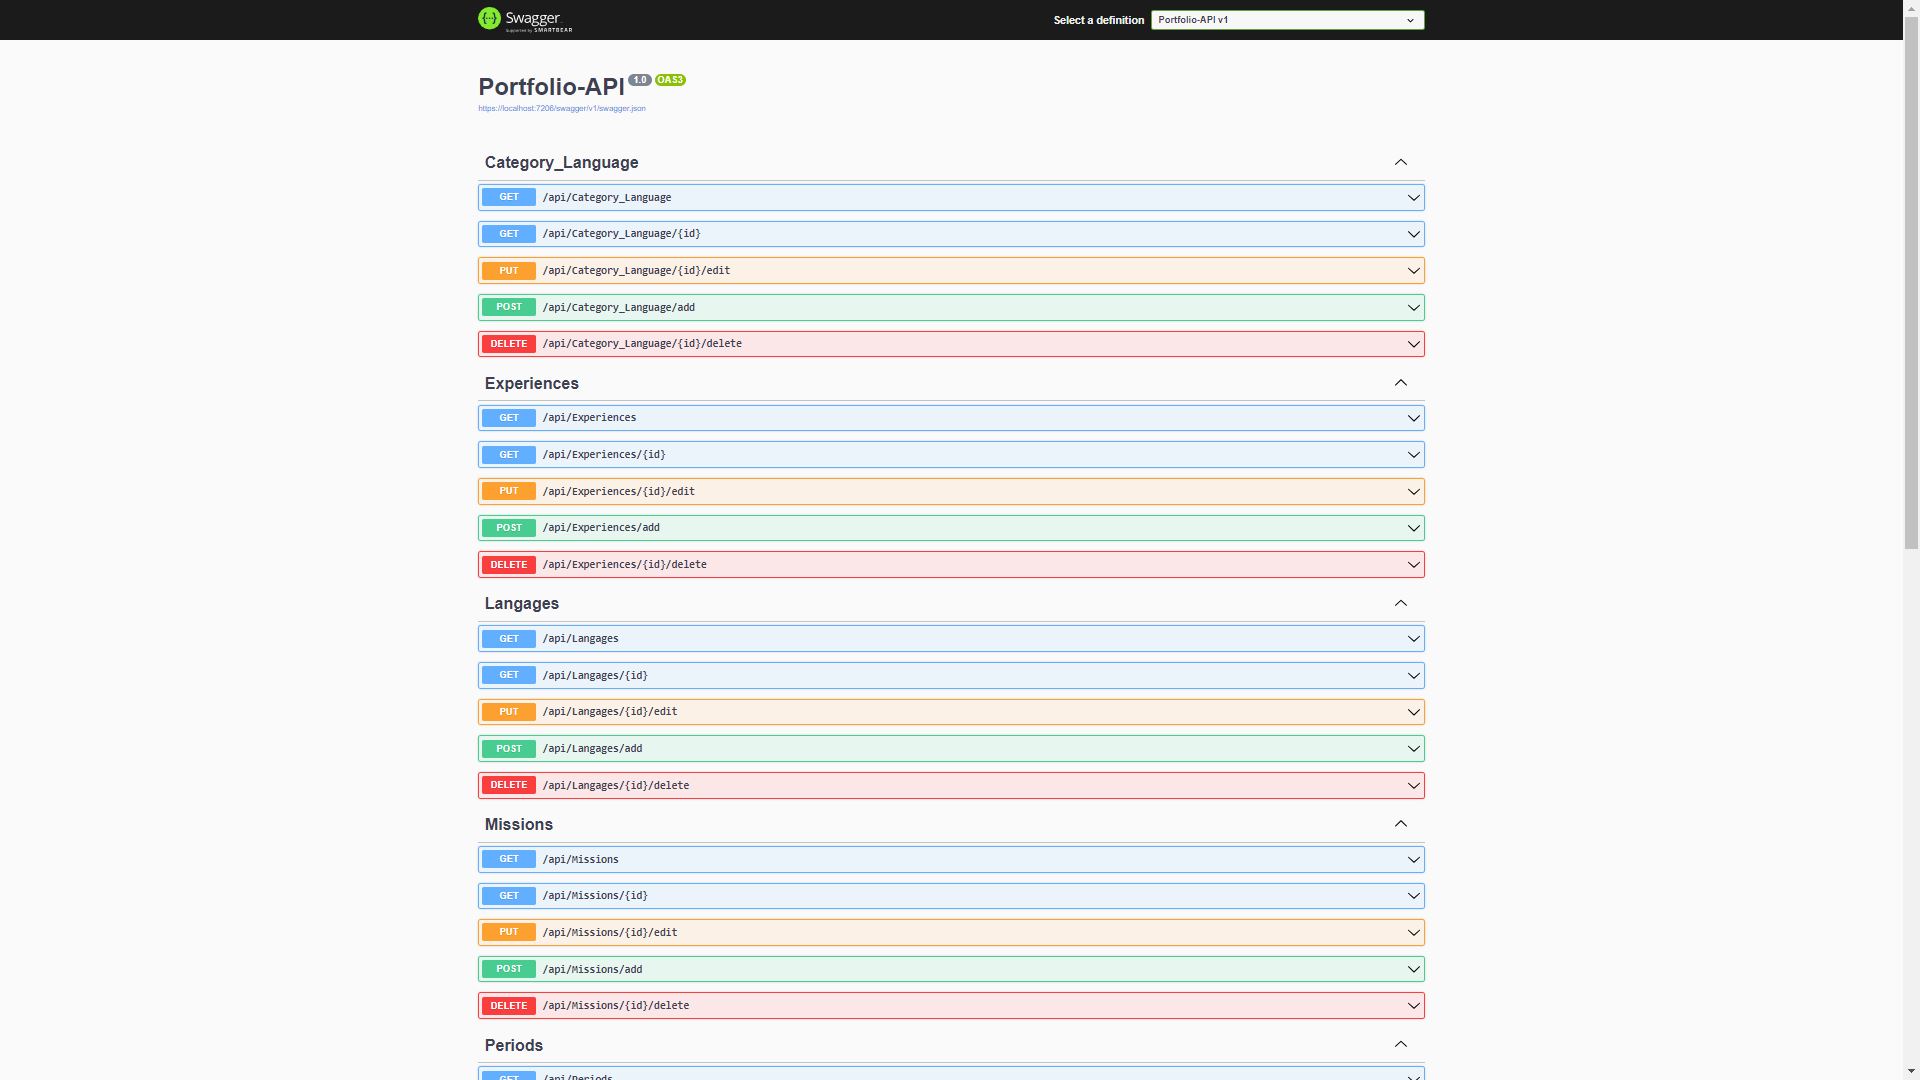 Swagger
Supported by SMARTBEAR
Select a definition
Portfolio-API v1
Portfolio-API 1.0 OAS3
https://localhost:7206/swagger/v1/swagger.json
Category_Language
GET /api/Category_Language
GET /api/Category_Language/{id}
PUT /api/Category_Language/{id}/edit
POST /api/Category_Language/add
DELETE /api/Category_Language/{id}/delete
Experiences
GET /api/Experiences
GET /api/Experiences/{id}
PUT /api/Experiences/{id}/edit
POST /api/Experiences/add
DELETE /api/Experiences/{id}/delete
Langages
GET /api/Langages
GET /api/Langages/{id}
PUT /api/Langages/{id}/edit
POST /api/Langages/add
DELETE /api/Langages/{id}/delete
Missions
GET /api/Missions
GET /api/Missions/{id}
PUT /api/Missions/{id}/edit
POST /api/Missions/add
DELETE /api/Missions/{id}/delete
Periods
GET /api/Periods